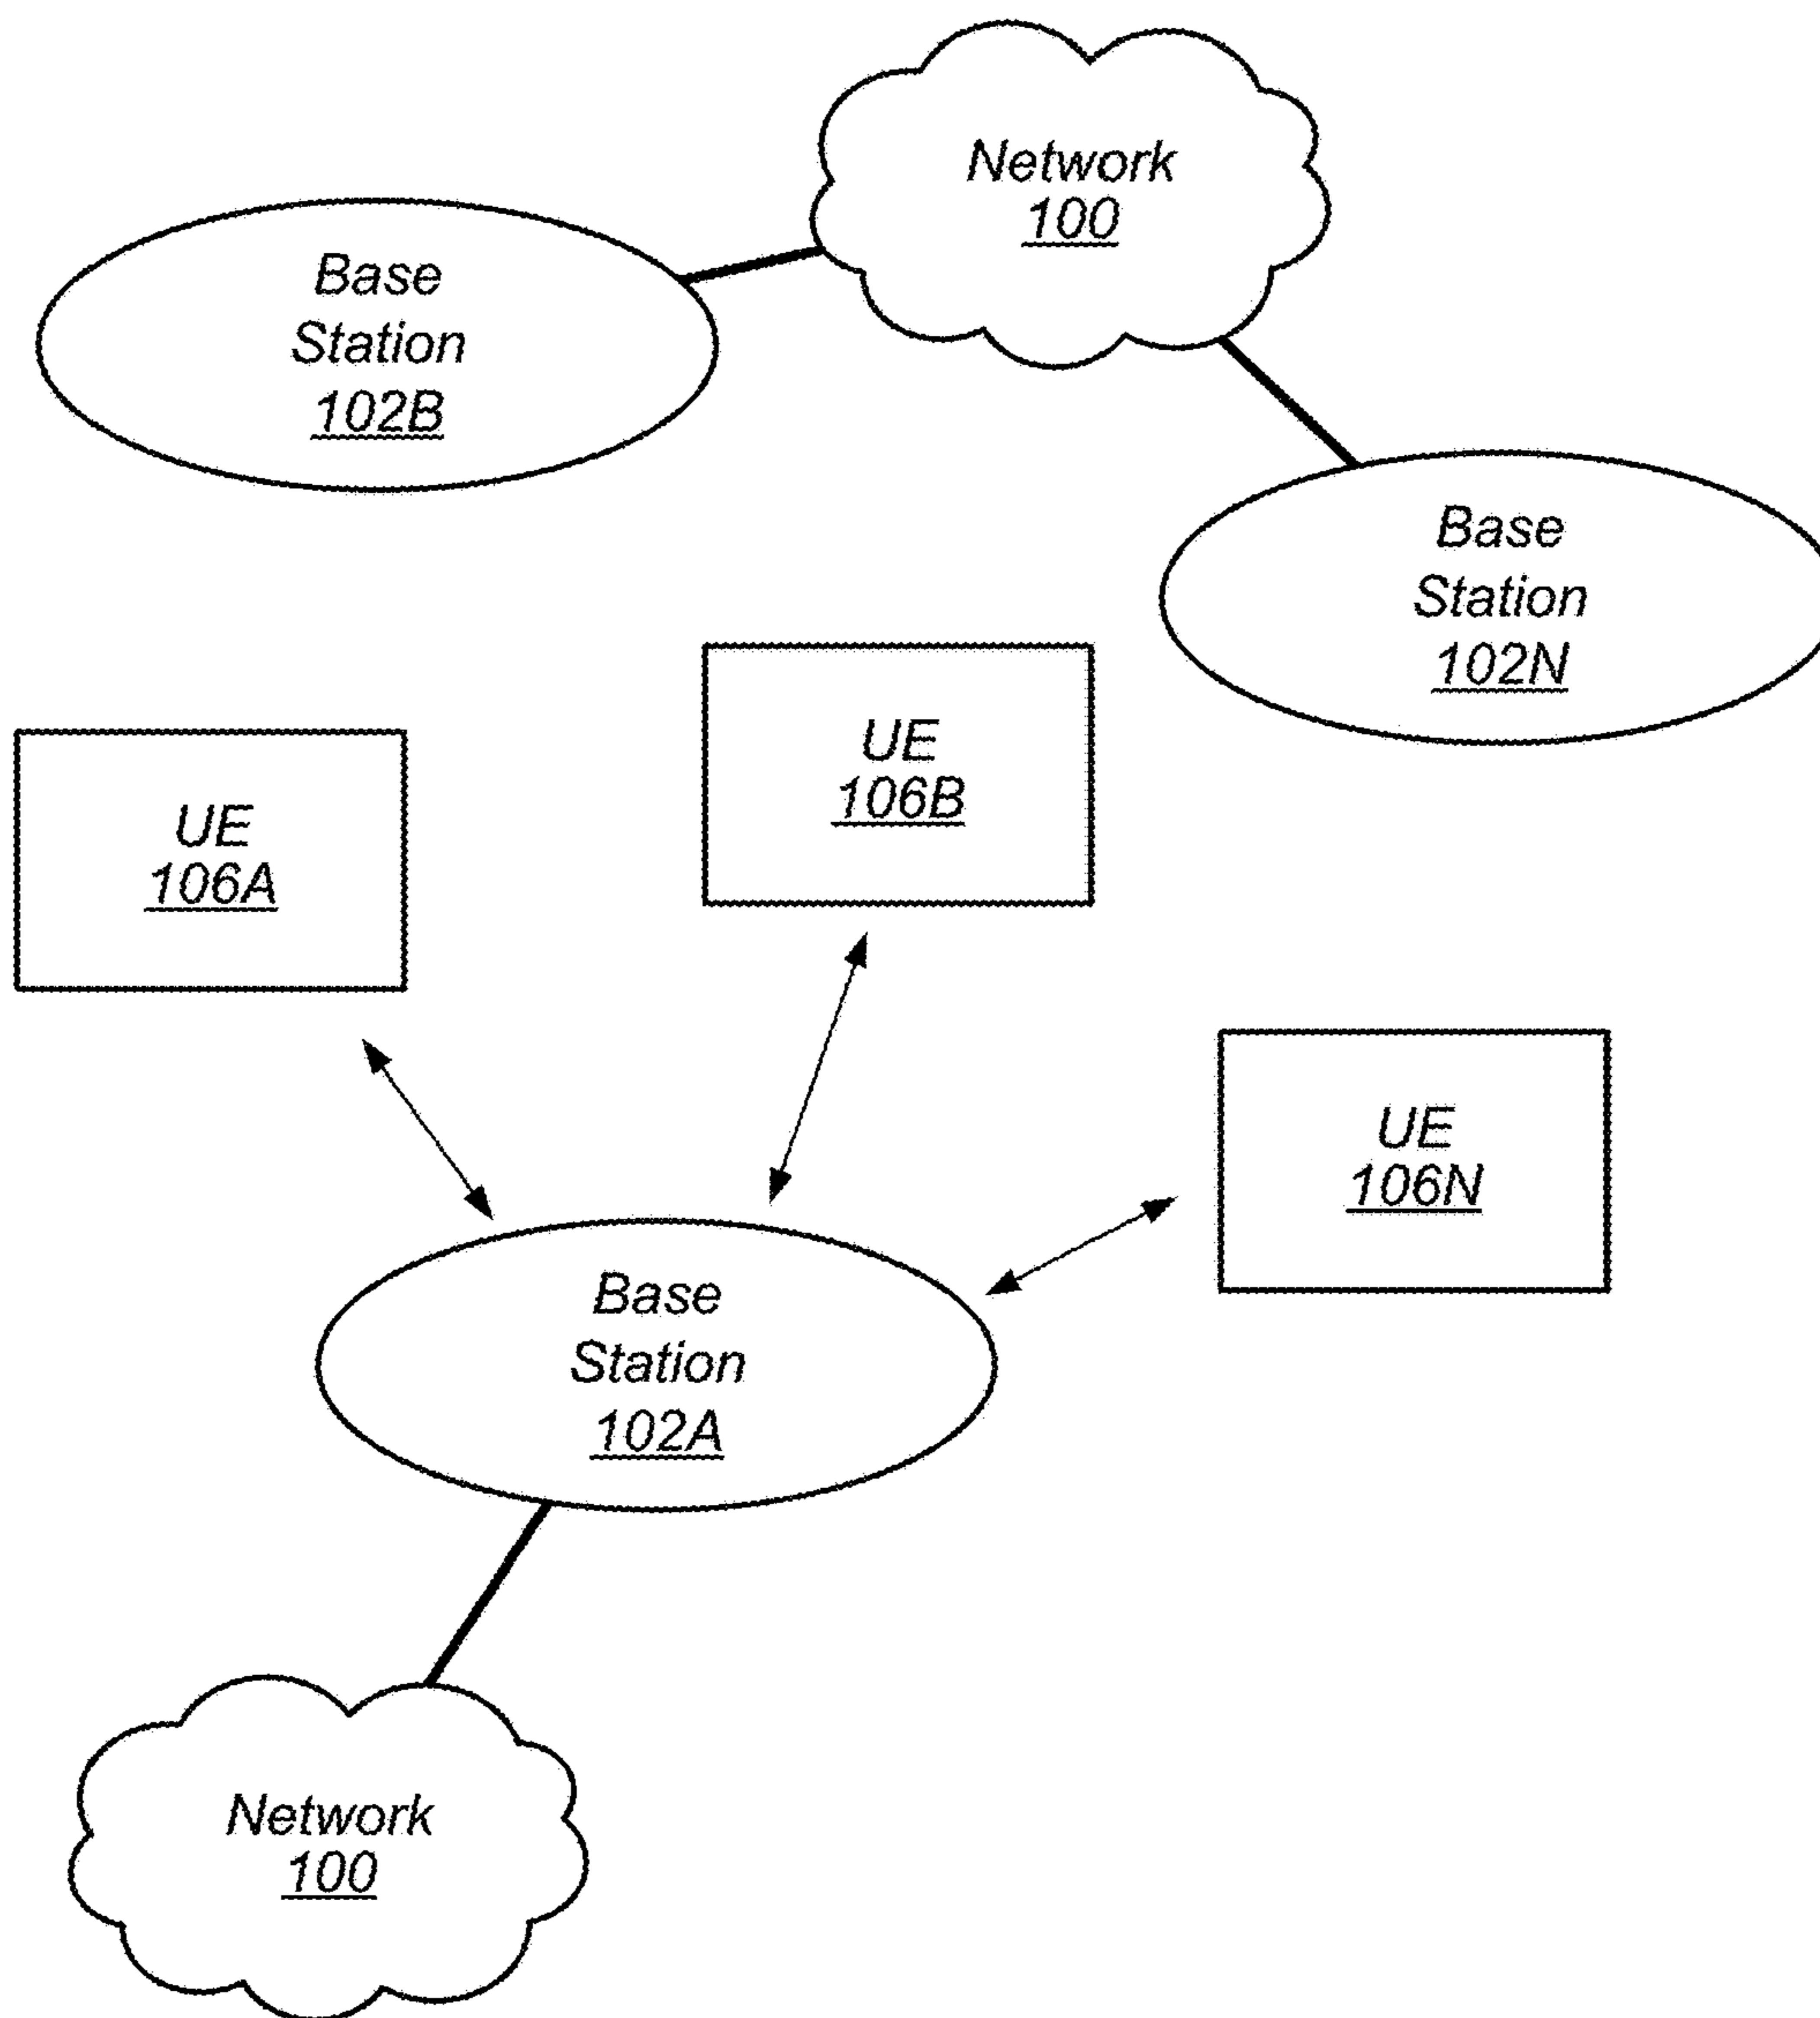 Network
100
Base
Station
102B
Base
Station
102N
UE
106B
UE
106A
UE
106N
Base
Station
102A
Network
100